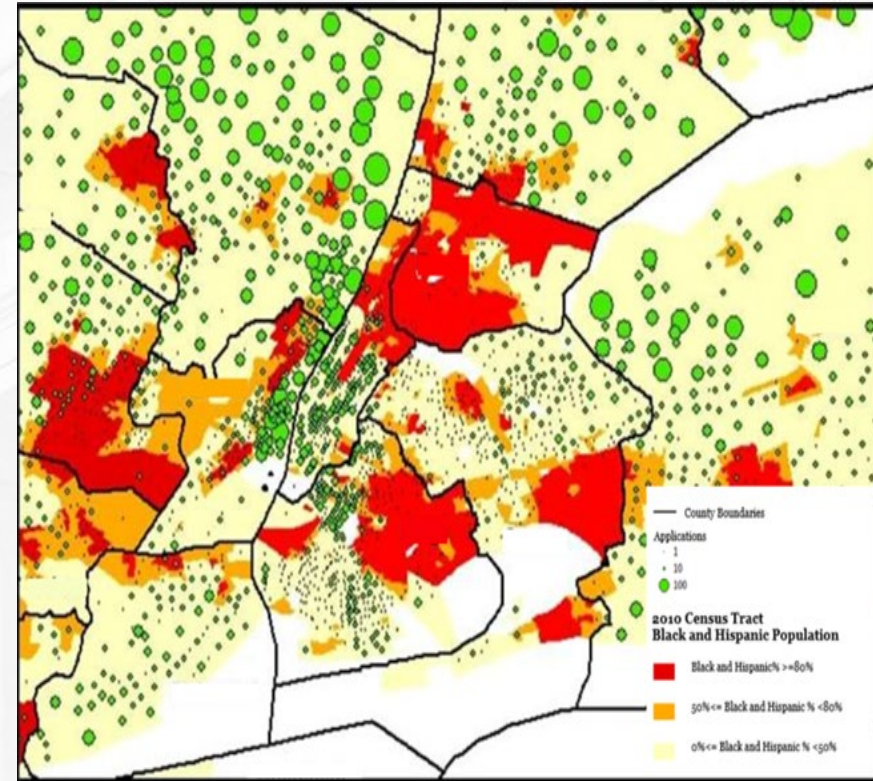 County Boundaries
Applications
1
10
100
2010 Census Tract
Black and Hispanic Population
Black and Hispanic% >=80%
50%<= Black and Hispanic % <80%
0%<= Black and Hispanic % <50%